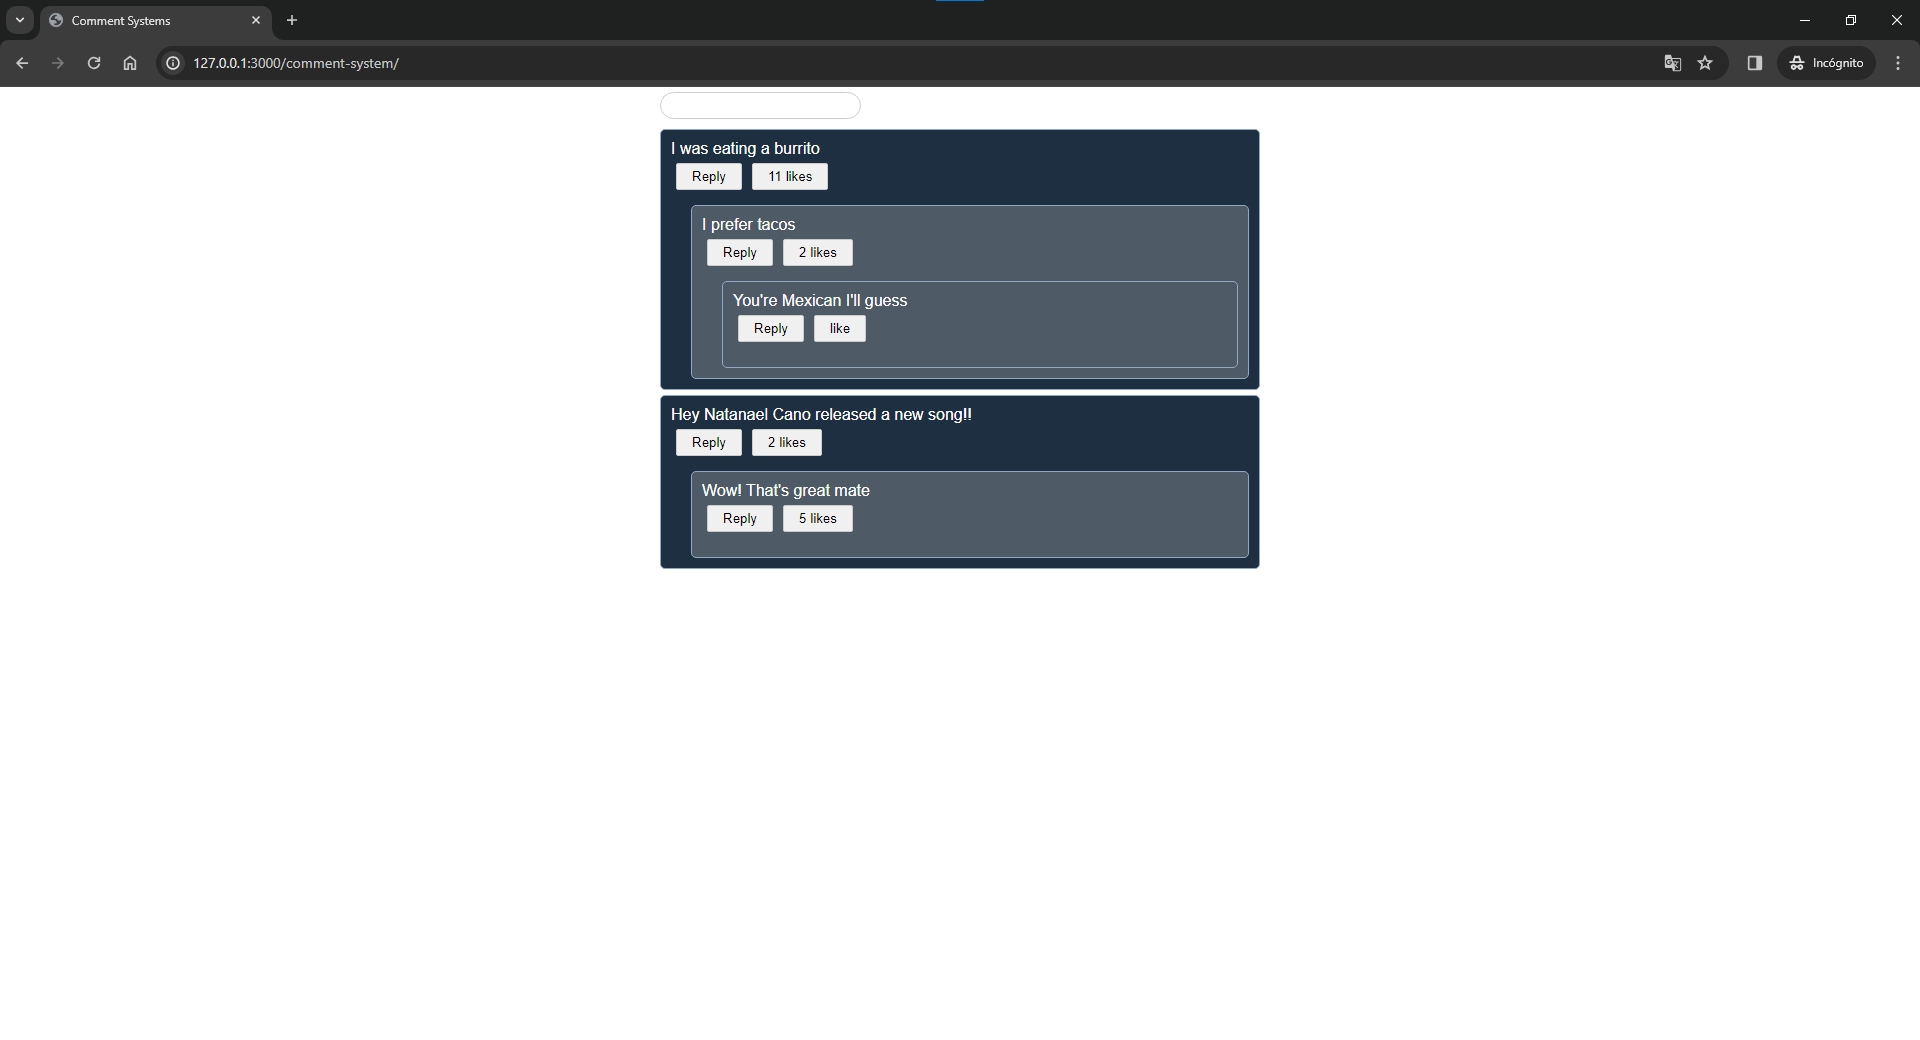 Comment Systems
127.0.0.1:3000/comment-system/
Incógnito
I was eating a burrito
Reply 11 likes
I prefer tacos
Reply 2 likes
You're Mexican I'll guess
Reply like
Hey Natanael Cano released a new song!!
Reply 2 likes
Wow! That's great mate
Reply 5 likes